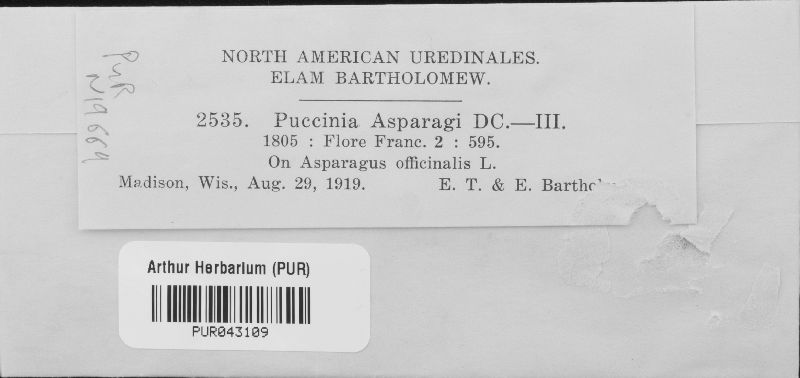 NORTH AMERICAN UREDINALES.
ELAM BARTHOLOMEW.
2535. Puccinia Asparagi DC.—III.
1805 : Flore Franc. 2 : 595.
On Asparagus officinalis L.
Madison, Wis., Aug. 29, 1919. E. T. & E. Barthol
PUR
N19669
Arthur Herbarium (PUR)
PUR043109